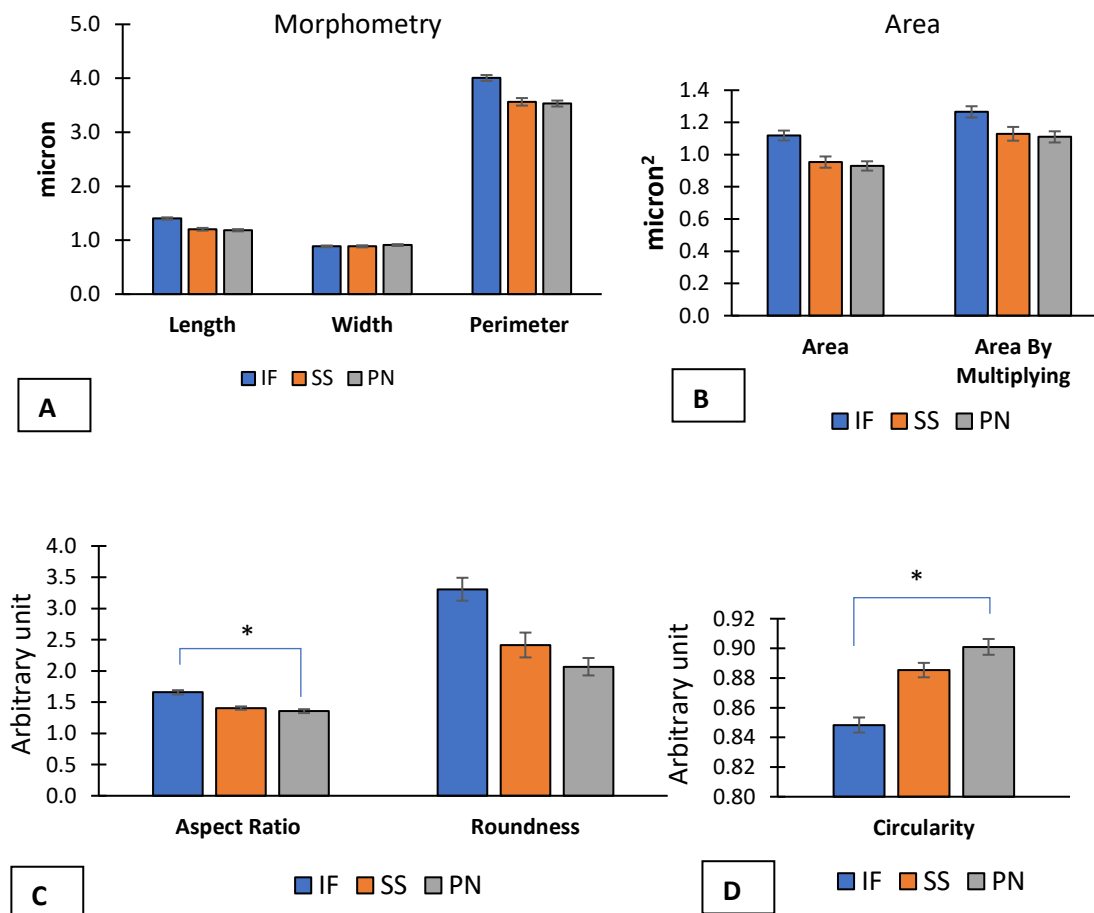 Morphometry
5.0
4.0
3.0
2.0
1.0
0.0
micron
Length Width Perimeter
IF SS PN
A
Area
1.4
1.2
1.0
0.8
0.6
0.4
0.2
0.0
micron²
Area Area By
Multiplying
IF SS PN
B
4.0
3.5
3.0
2.5
2.0
1.5
1.0
0.5
0.0
Arbitrary unit
*
Aspect Ratio Roundness
IF SS PN
C
0.92
0.90
0.88
0.86
0.84
0.82
0.80
Arbitrary unit
*
Circularity
IF SS PN
D